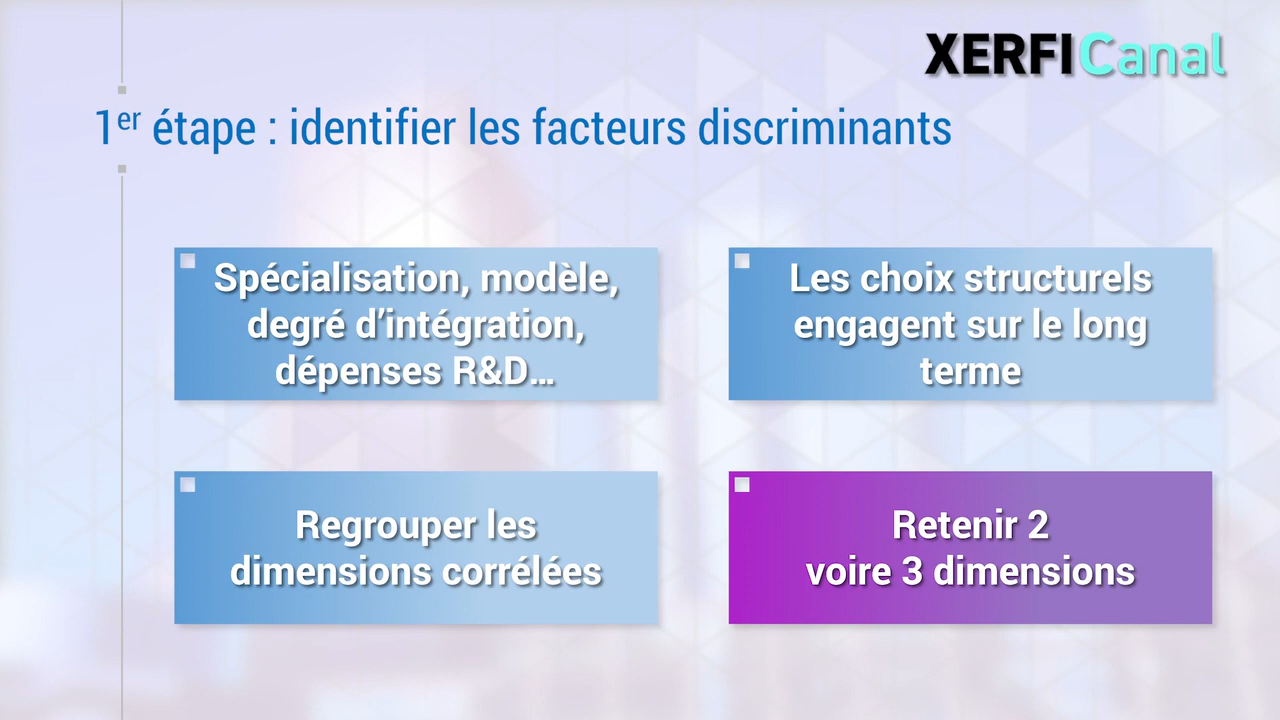 XERFICanal
1er étape : identifier les facteurs discriminants
Spécialisation, modèle,
degré d’intégration,
dépenses R&D...
Les choix structurels
engagent sur le long
terme
Regrouper les
dimensions corrélées
Retenir 2
voire 3 dimensions